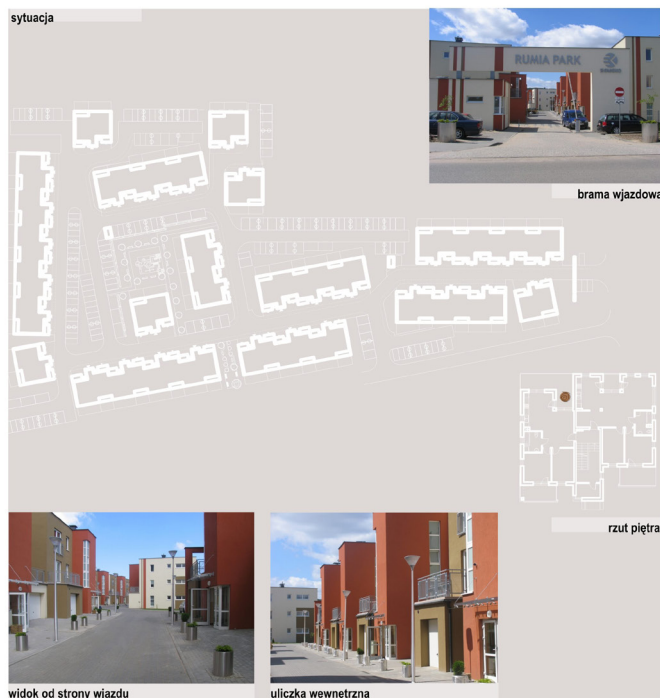 sytuacja
RUMIA PARK
brama wjazdowa
rzut piętra
widok od strony wjazdu
uliczka wewnętrzna